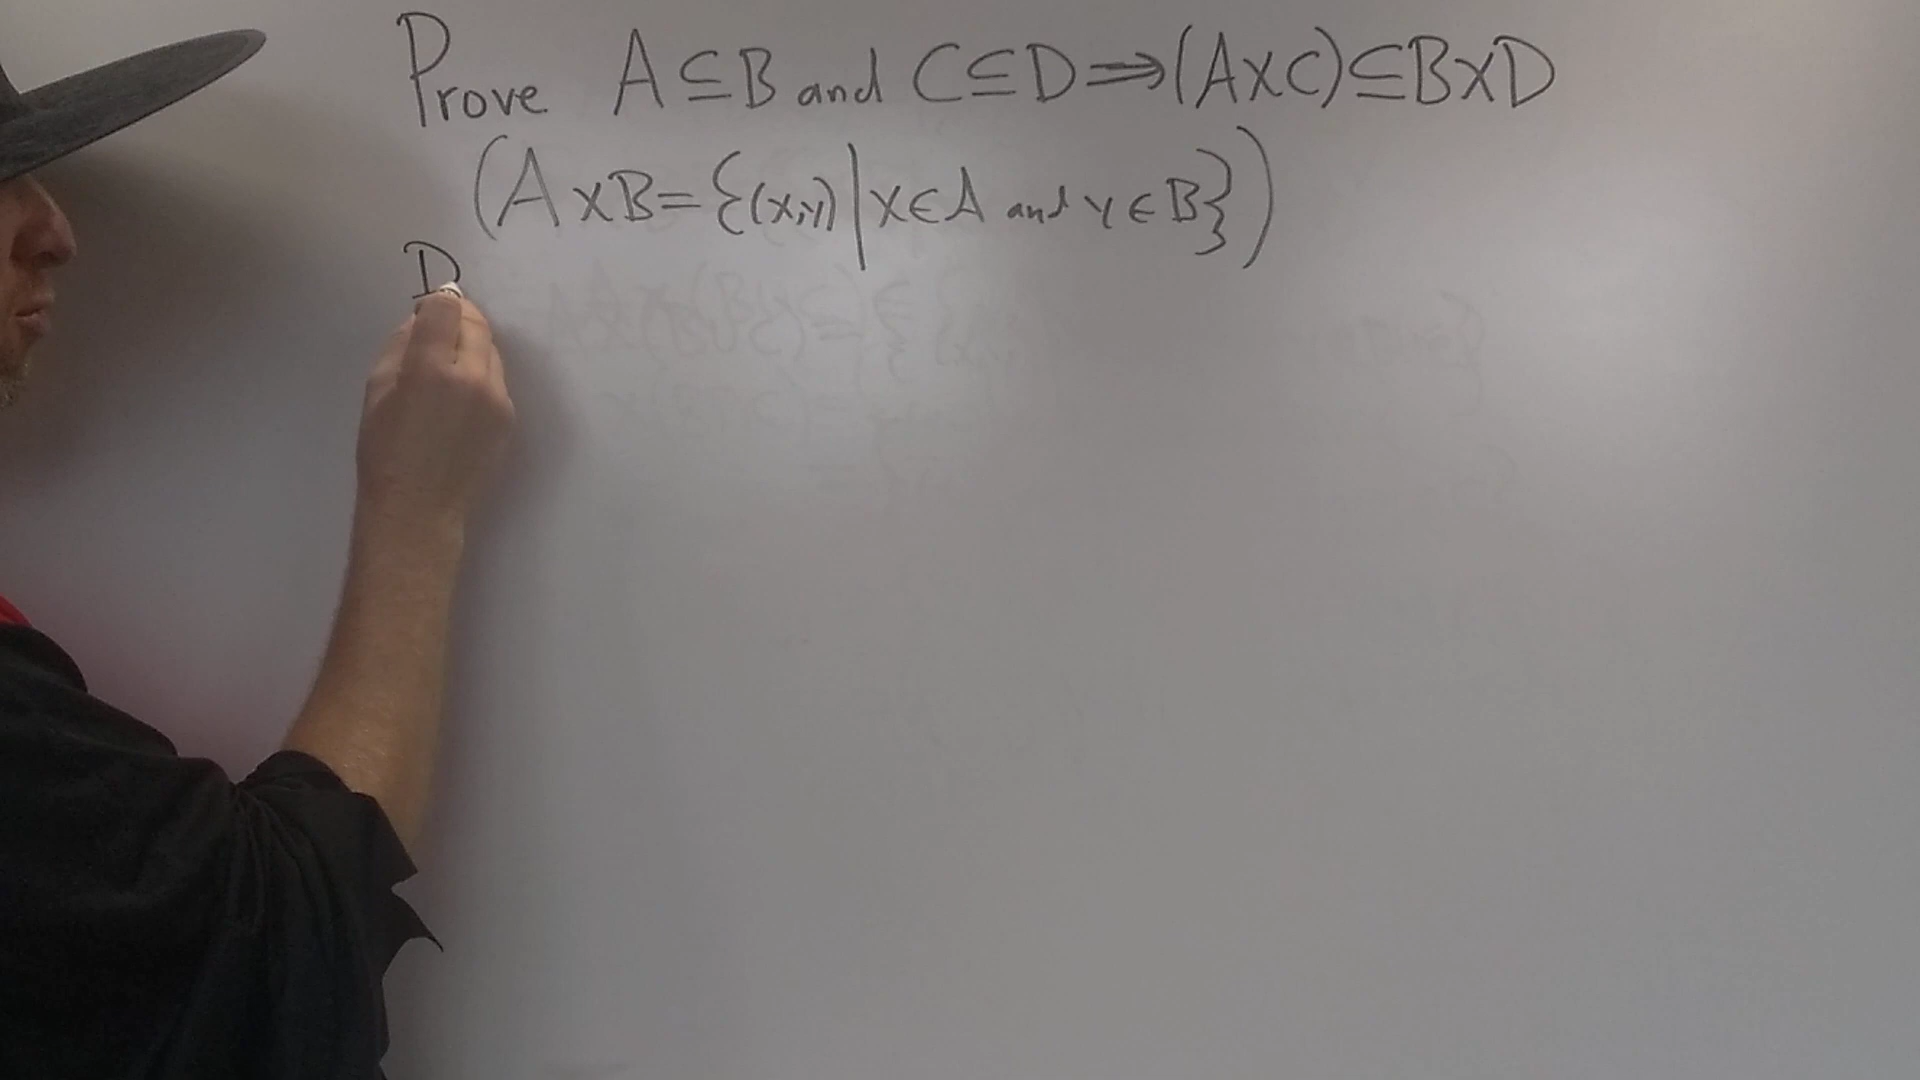 Prove A ⊆ B and C ⊆ D ⇒ (A×C) ⊆ B×D
(A×B = {(x,y) | x ∈ A and y ∈ B})